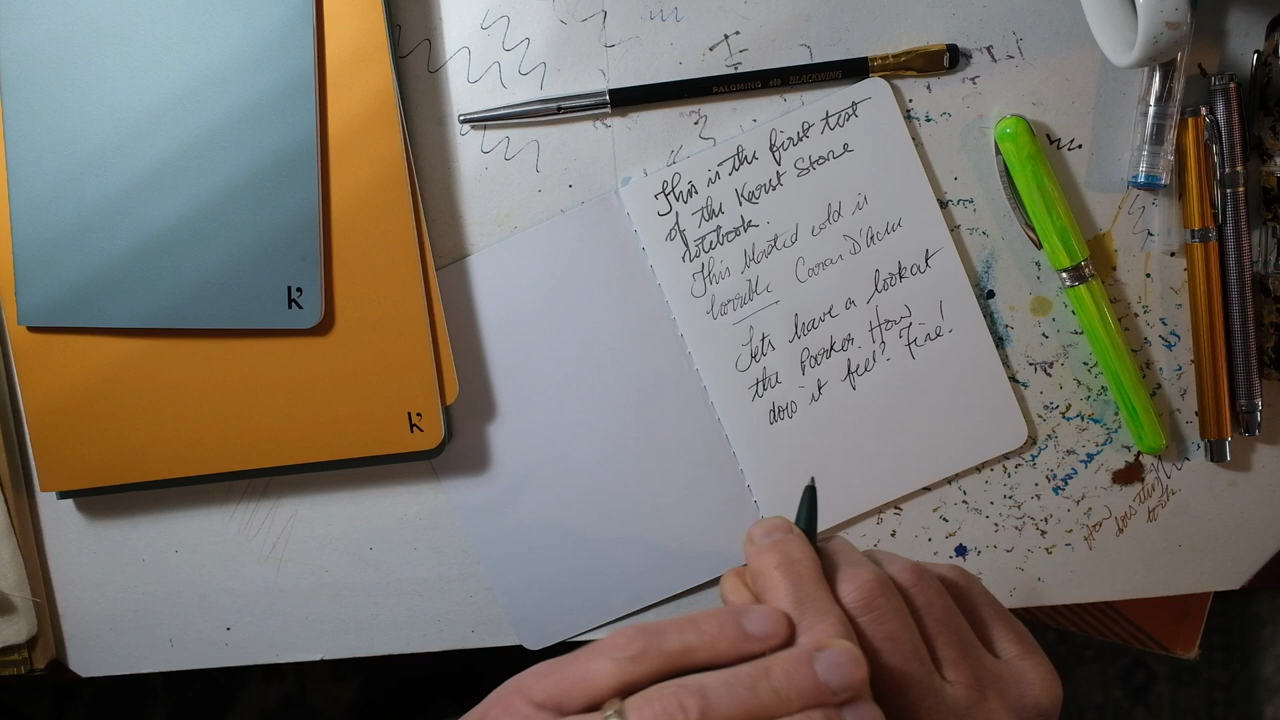 PALOMINO BLACKWING
This is the first test
of the Karst Stone
notebook.
This blasted cold is
horrible Caran D'Ache
Lets have a look at
the Parker. How
does it feel? Fine!
k'
k'
How
does this
look